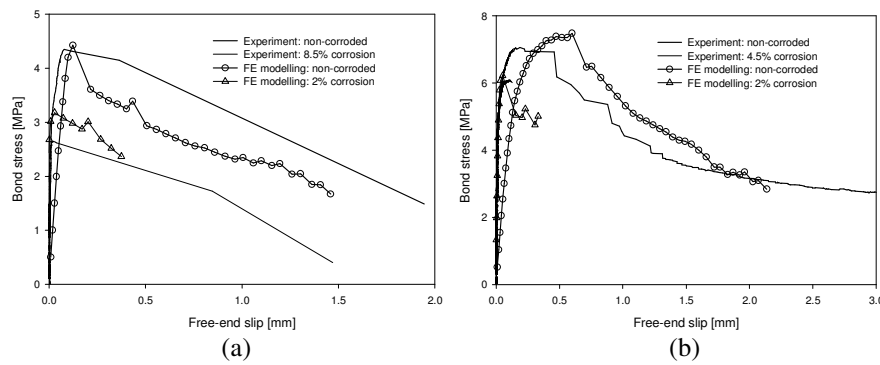 5
4
3
2
1
0
Bond stress [MPa]
Experiment: non-corroded
Experiment: 8.5% corrosion
FE modelling: non-corroded
FE modelling: 2% corrosion
0.0 0.5 1.0 1.5 2.0
Free-end slip [mm]
(a)
8
6
4
2
0
Bond stress [MPa]
Experiment: non-corroded
Experiment: 4.5% corrosion
FE modelling: non-corroded
FE modelling: 2% corrosion
0.0 0.5 1.0 1.5 2.0 2.5 3.0
Free-end slip [mm]
(b)